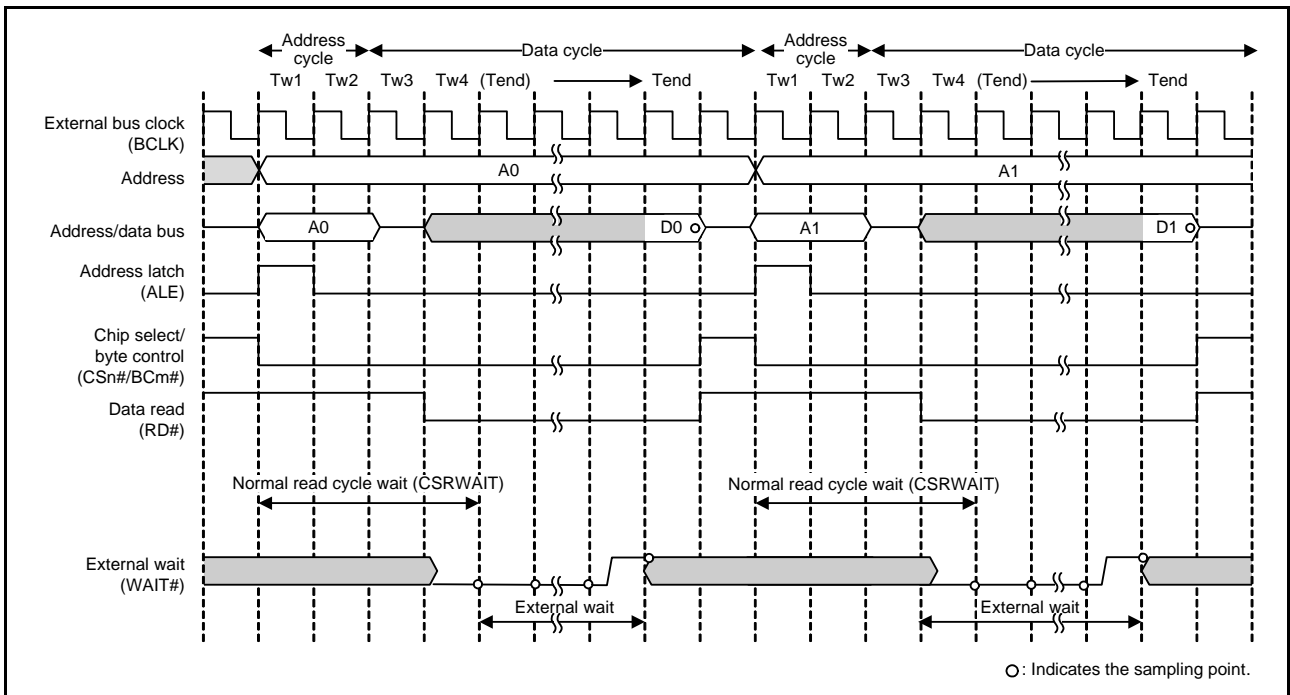 Address cycle
Data cycle
Address cycle
Data cycle
Tw1 Tw2 Tw3 Tw4 (Tend) Tend Tw1 Tw2 Tw3 Tw4 (Tend) Tend
External bus clock
(BCLK)
Address
A0
A1
Address/data bus
A0
D0
A1
D1
Address latch
(ALE)
Chip select/
byte control
(CSn#/BCm#)
Data read
(RD#)
Normal read cycle wait (CSRWAIT)
Normal read cycle wait (CSRWAIT)
External wait
(WAIT#)
External wait
External wait
: Indicates the sampling point.